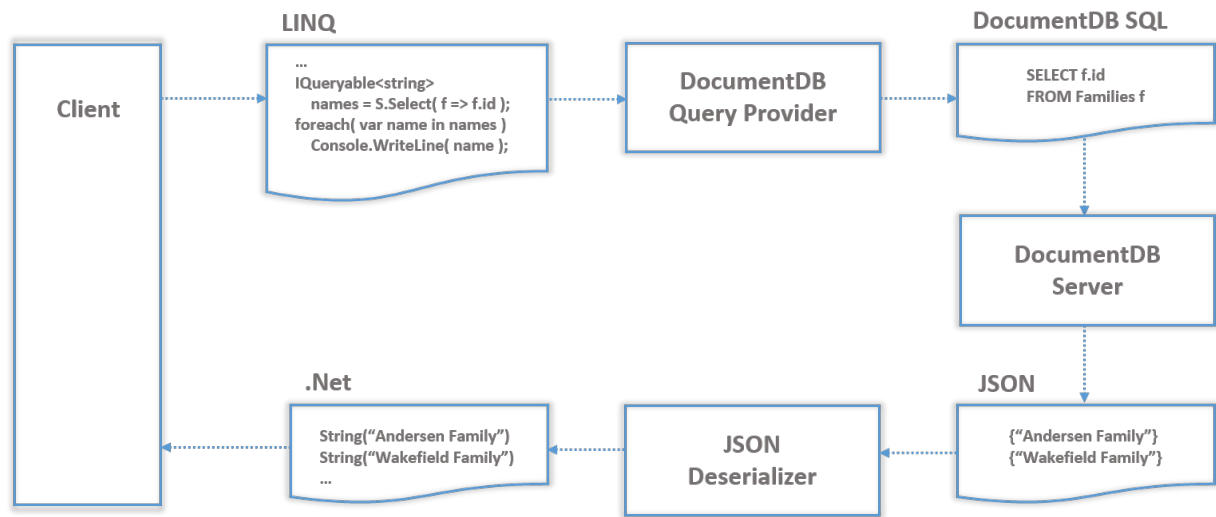 LINQ
DocumentDB SQL
Client
...
IQueryable<string>
names = S.Select( f => f.id );
foreach( var name in names )
Console.WriteLine( name );
DocumentDB
Query Provider
SELECT f.id
FROM Families f
DocumentDB
Server
.Net
JSON
String(“Andersen Family”)
String(“Wakefield Family”)
...
JSON
Deserializer
{“Andersen Family”}
{“Wakefield Family”}